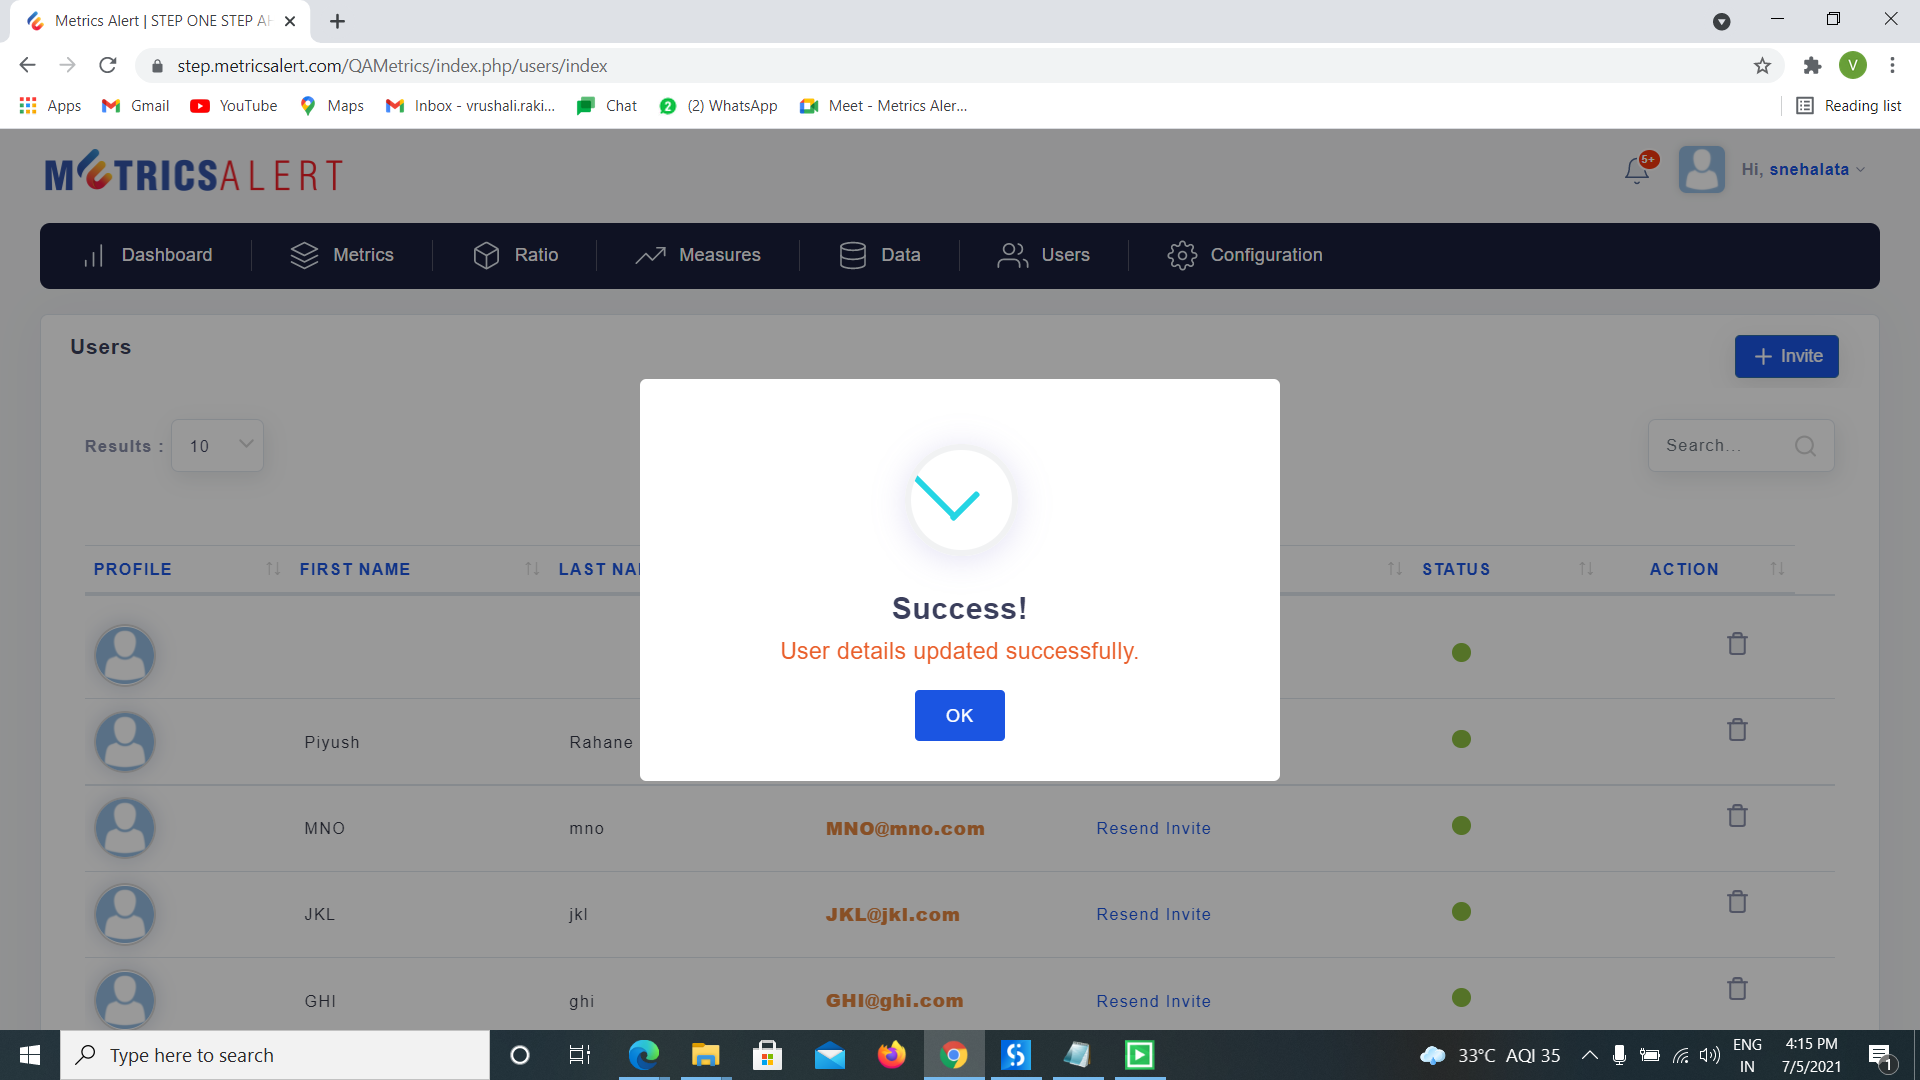 Metrics Alert | STEP ONE STEP AH
step.metricsalert.com/QAMetrics/index.php/users/index
V
Apps Gmail YouTube Maps Inbox - vrushali.raki... Chat 2 (2) WhatsApp Meet - Metrics Aler... Reading list
METRICSALERT
5+
Hi, snehalata
Dashboard Metrics Ratio Measures Data Users Configuration
Users
+ Invite
Results : 10
Search...
PROFILE FIRST NAME LAST NA STATUS ACTION
Success!
User details updated successfully.
OK
Piyush Rahane
MNO mno MNO@mno.com Resend Invite
JKL jkl JKL@jkl.com Resend Invite
GHI ghi GHI@ghi.com Resend Invite
Type here to search
33°C AQI 35
ENG
IN
4:15 PM
7/5/2021
1